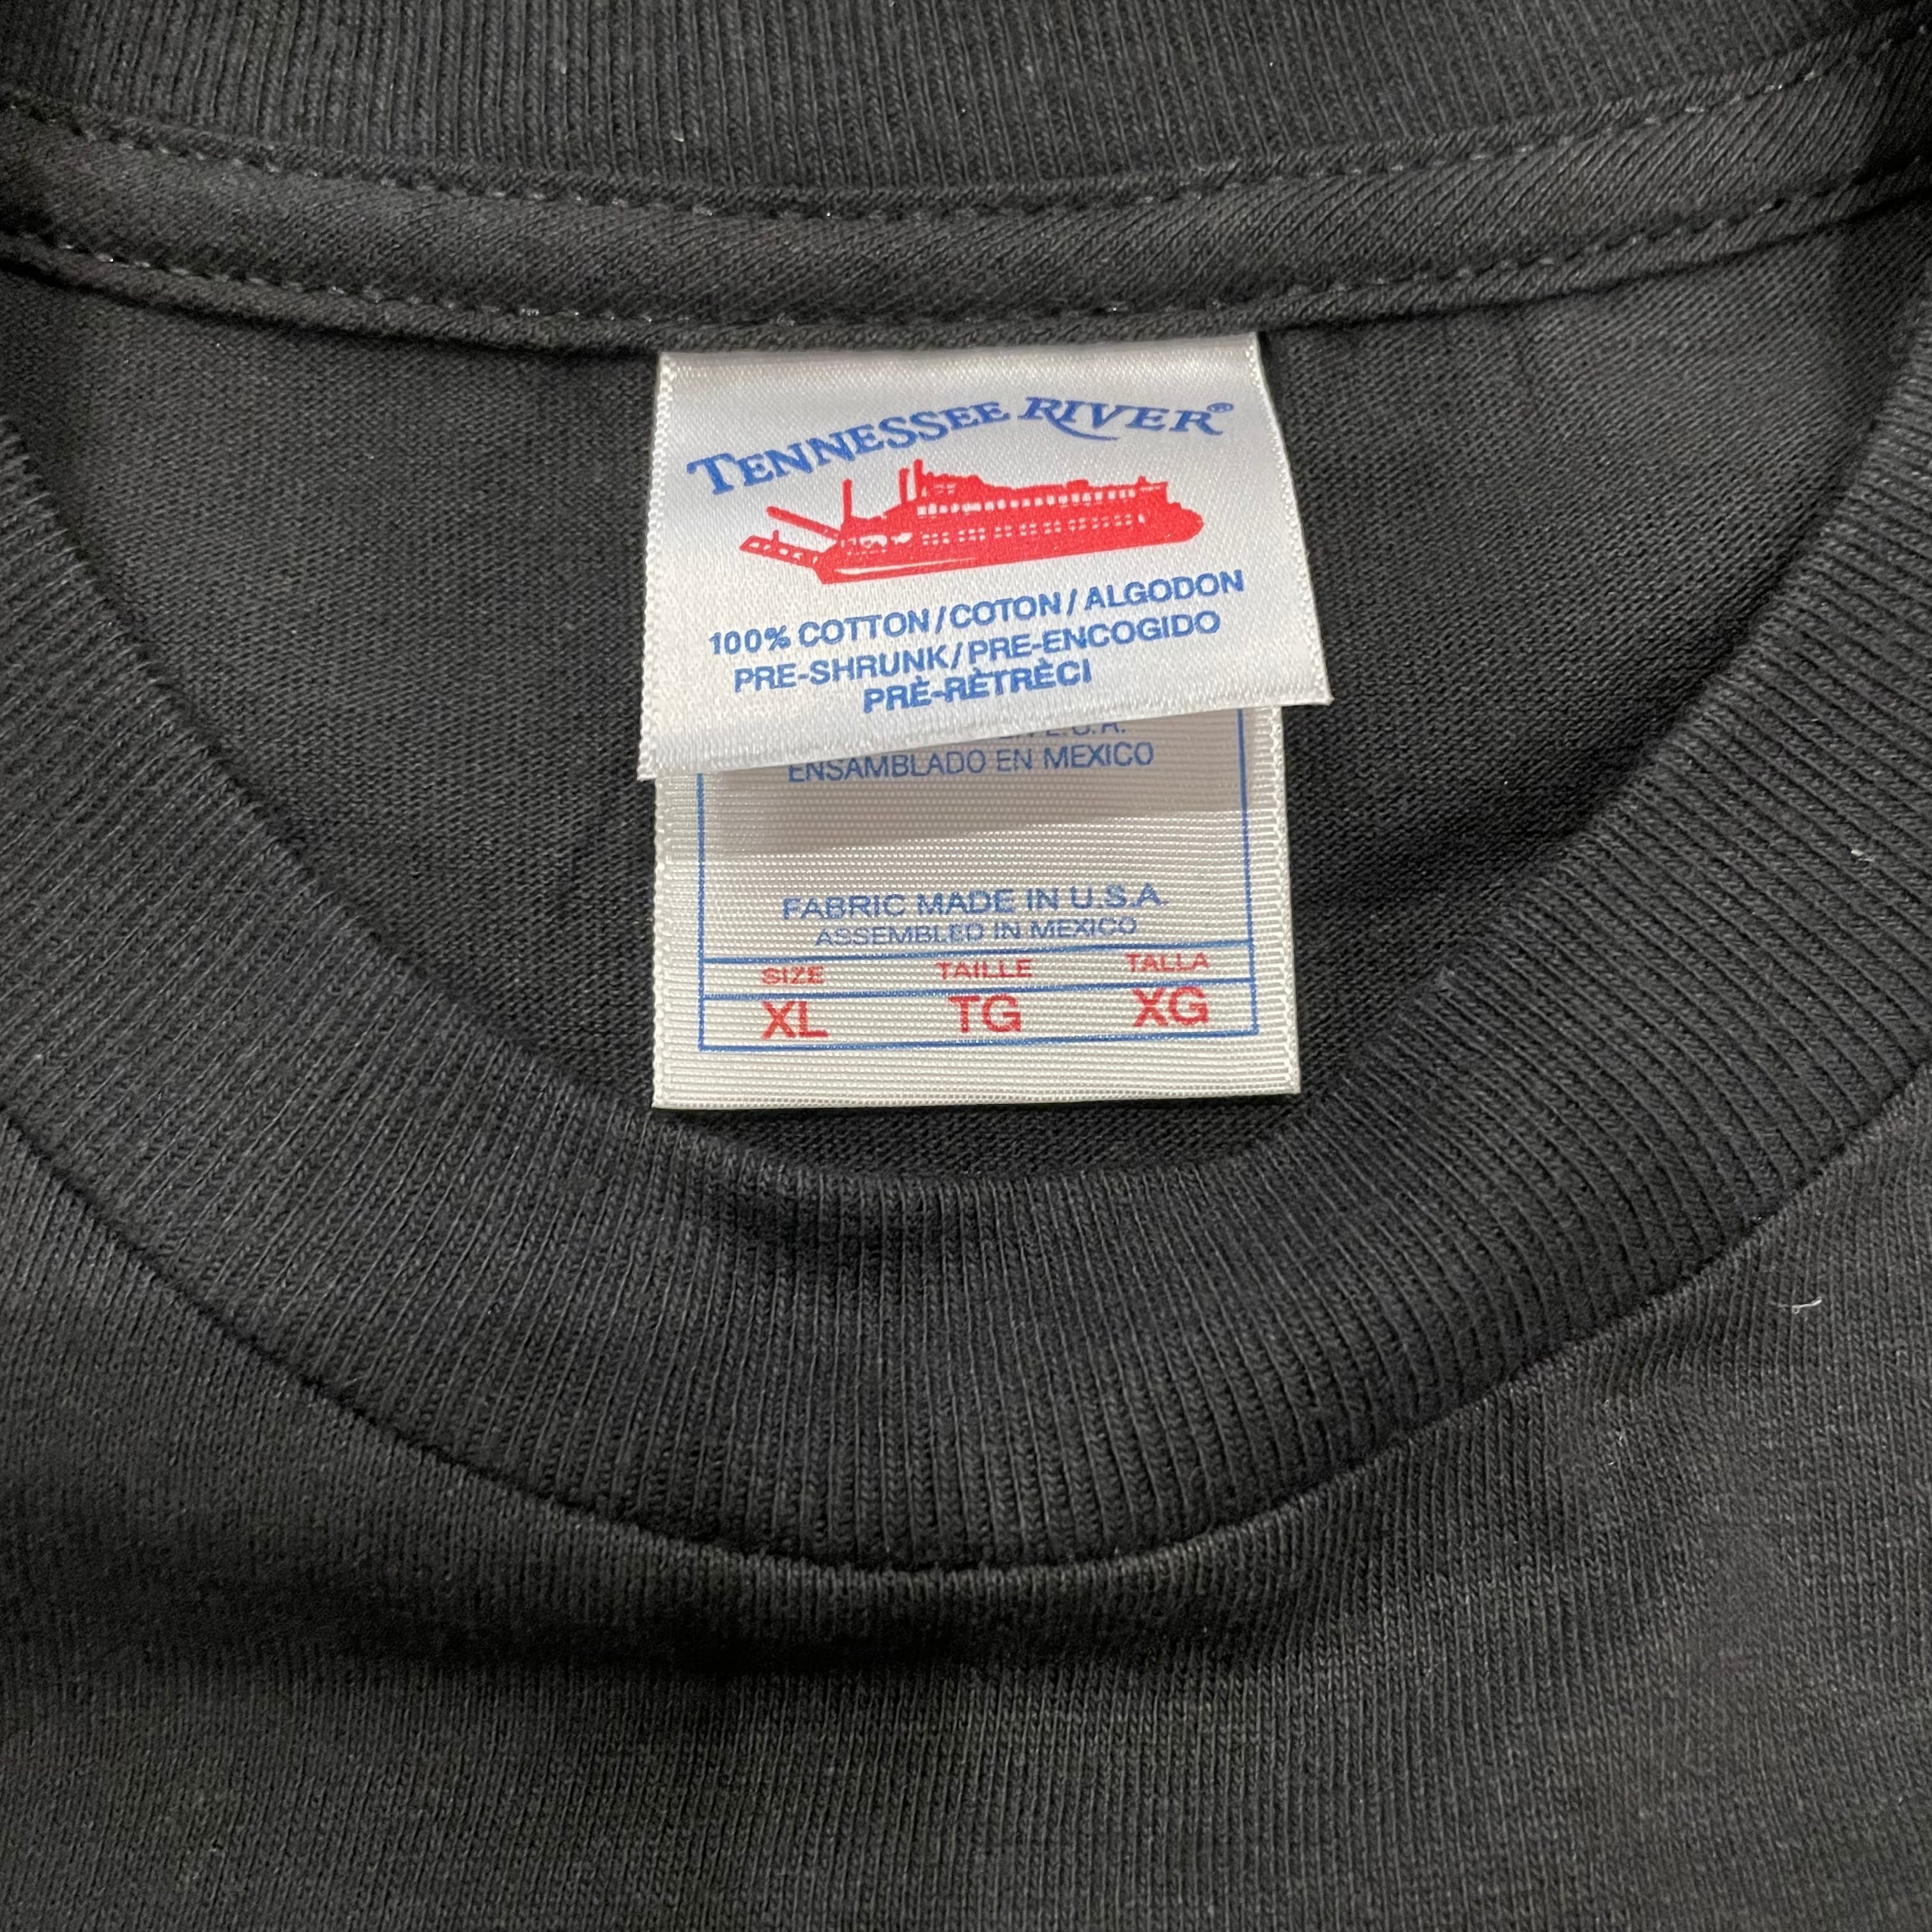 TENNESSEE RIVER®
100% COTTON/COTON/ALGODON
PRE-SHRUNK/PRE-ENCOGIDO
PRÈ-RÈTRÈCI
ENSAMBLADO EN MEXICO
FABRIC MADE IN U.S.A.
ASSEMBLED IN MEXICO
SIZE TAILLE TALLA
XL TG XG